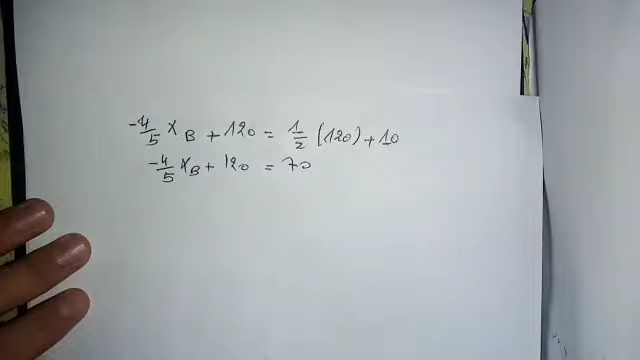 -4/5 x_B + 120 = 1/2 (120) + 10
-4/5 x_B + 120 = 70